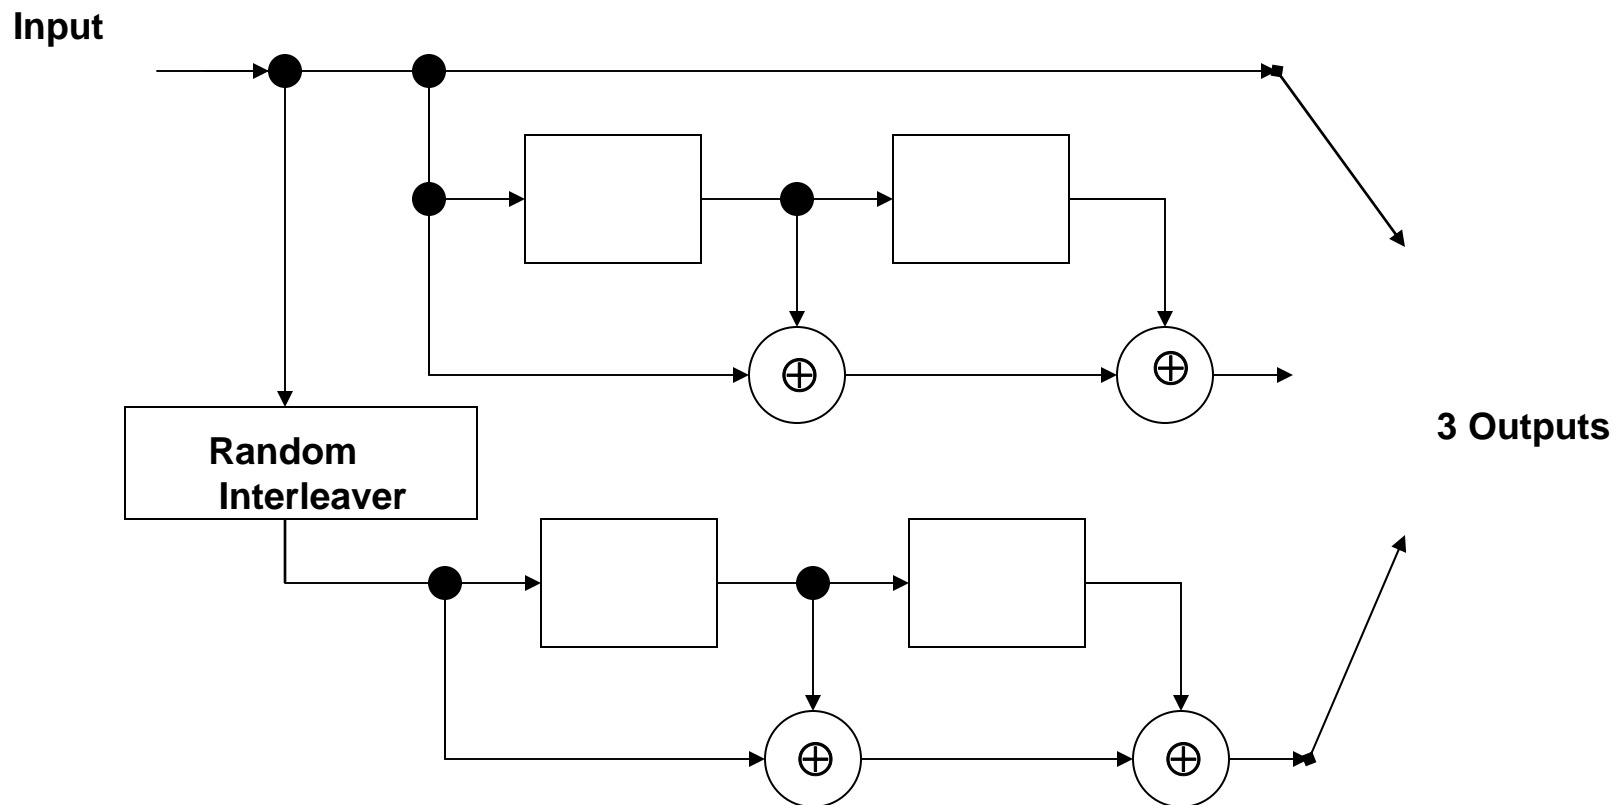 Input
⊕
⊕
3 Outputs
Random
Interleaver
⊕
⊕